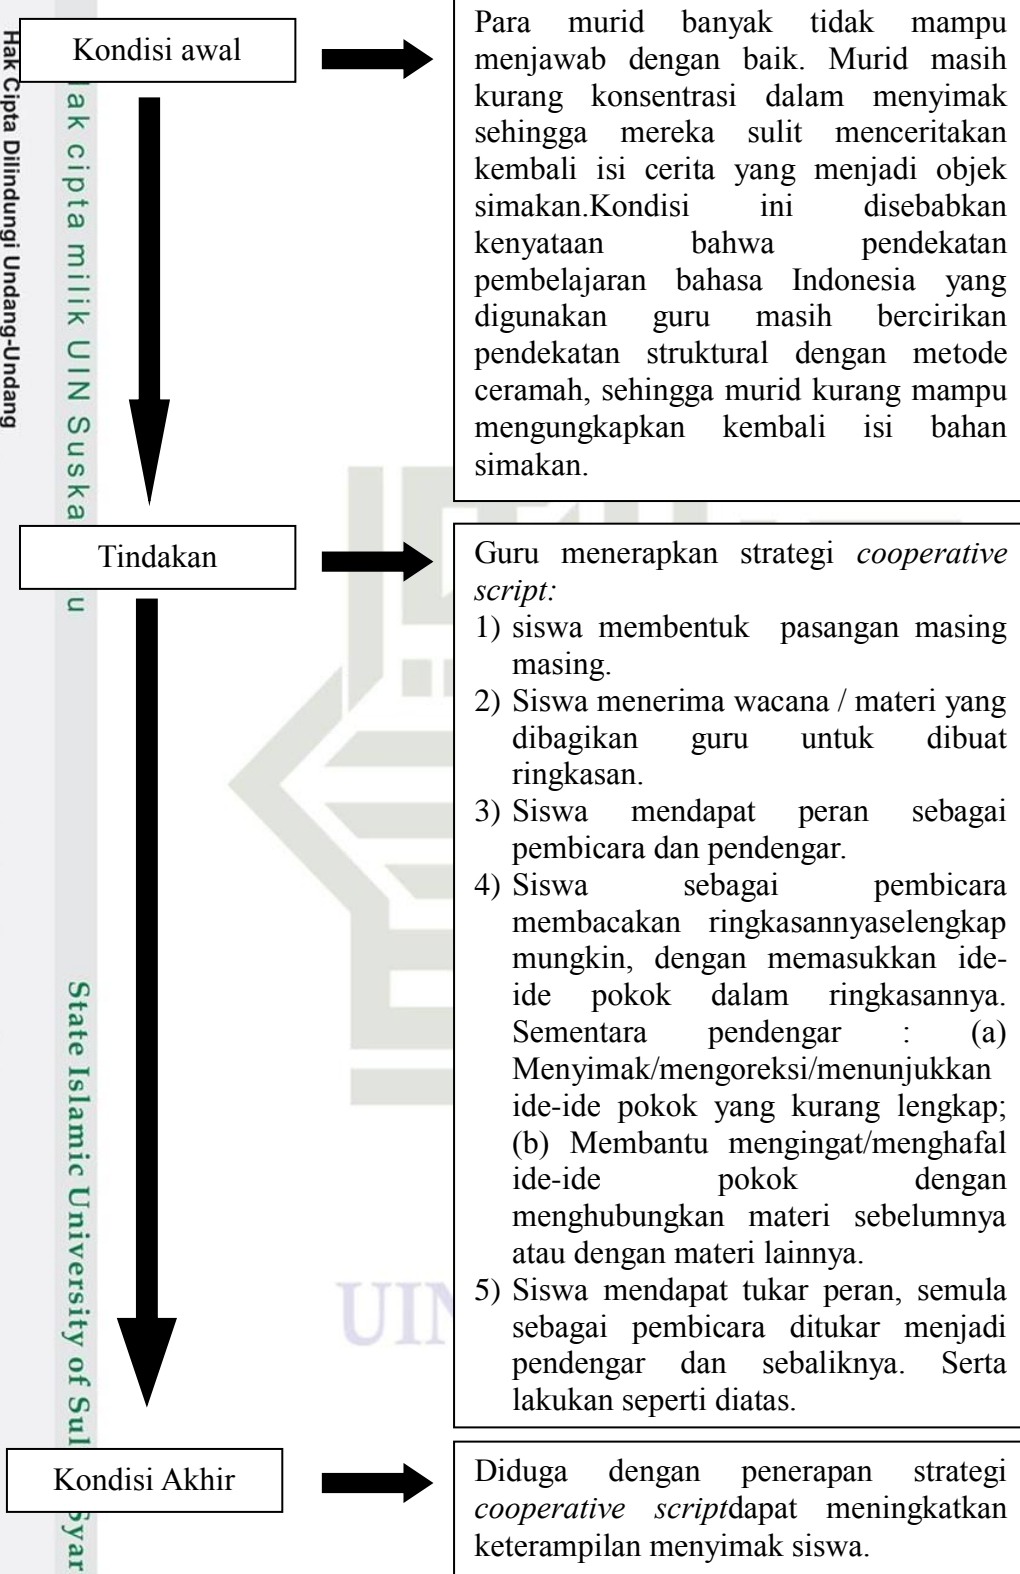 Hak Cipta Dilindungi Undang-Undang
ak cipta milik UIN Suska
u
State Islamic University of Sul
Syar
Kondisi awal
Para murid banyak tidak mampu
menjawab dengan baik. Murid masih
kurang konsentrasi dalam menyimak
sehingga mereka sulit menceritakan
kembali isi cerita yang menjadi objek
simakan.Kondisi ini disebabkan
kenyataan bahwa pendekatan
pembelajaran bahasa Indonesia yang
digunakan guru masih bercirikan
pendekatan struktural dengan metode
ceramah, sehingga murid kurang mampu
mengungkapkan kembali isi bahan
simakan.
Tindakan
Guru menerapkan strategi cooperative
script:
1) siswa membentuk pasangan masing
masing.
2) Siswa menerima wacana / materi yang
dibagikan guru untuk dibuat
ringkasan.
3) Siswa mendapat peran sebagai
pembicara dan pendengar.
4) Siswa sebagai pembicara
membacakan ringkasannyaselengkap
mungkin, dengan memasukkan ide-
ide pokok dalam ringkasannya.
Sementara pendengar : (a)
Menyimak/mengoreksi/menunjukkan
ide-ide pokok yang kurang lengkap;
(b) Membantu mengingat/menghafal
ide-ide pokok dengan
menghubungkan materi sebelumnya
atau dengan materi lainnya.
5) Siswa mendapat tukar peran, semula
sebagai pembicara ditukar menjadi
pendengar dan sebaliknya. Serta
lakukan seperti diatas.
UIN
Kondisi Akhir
Diduga dengan penerapan strategi
cooperative scriptdapat meningkatkan
keterampilan menyimak siswa.